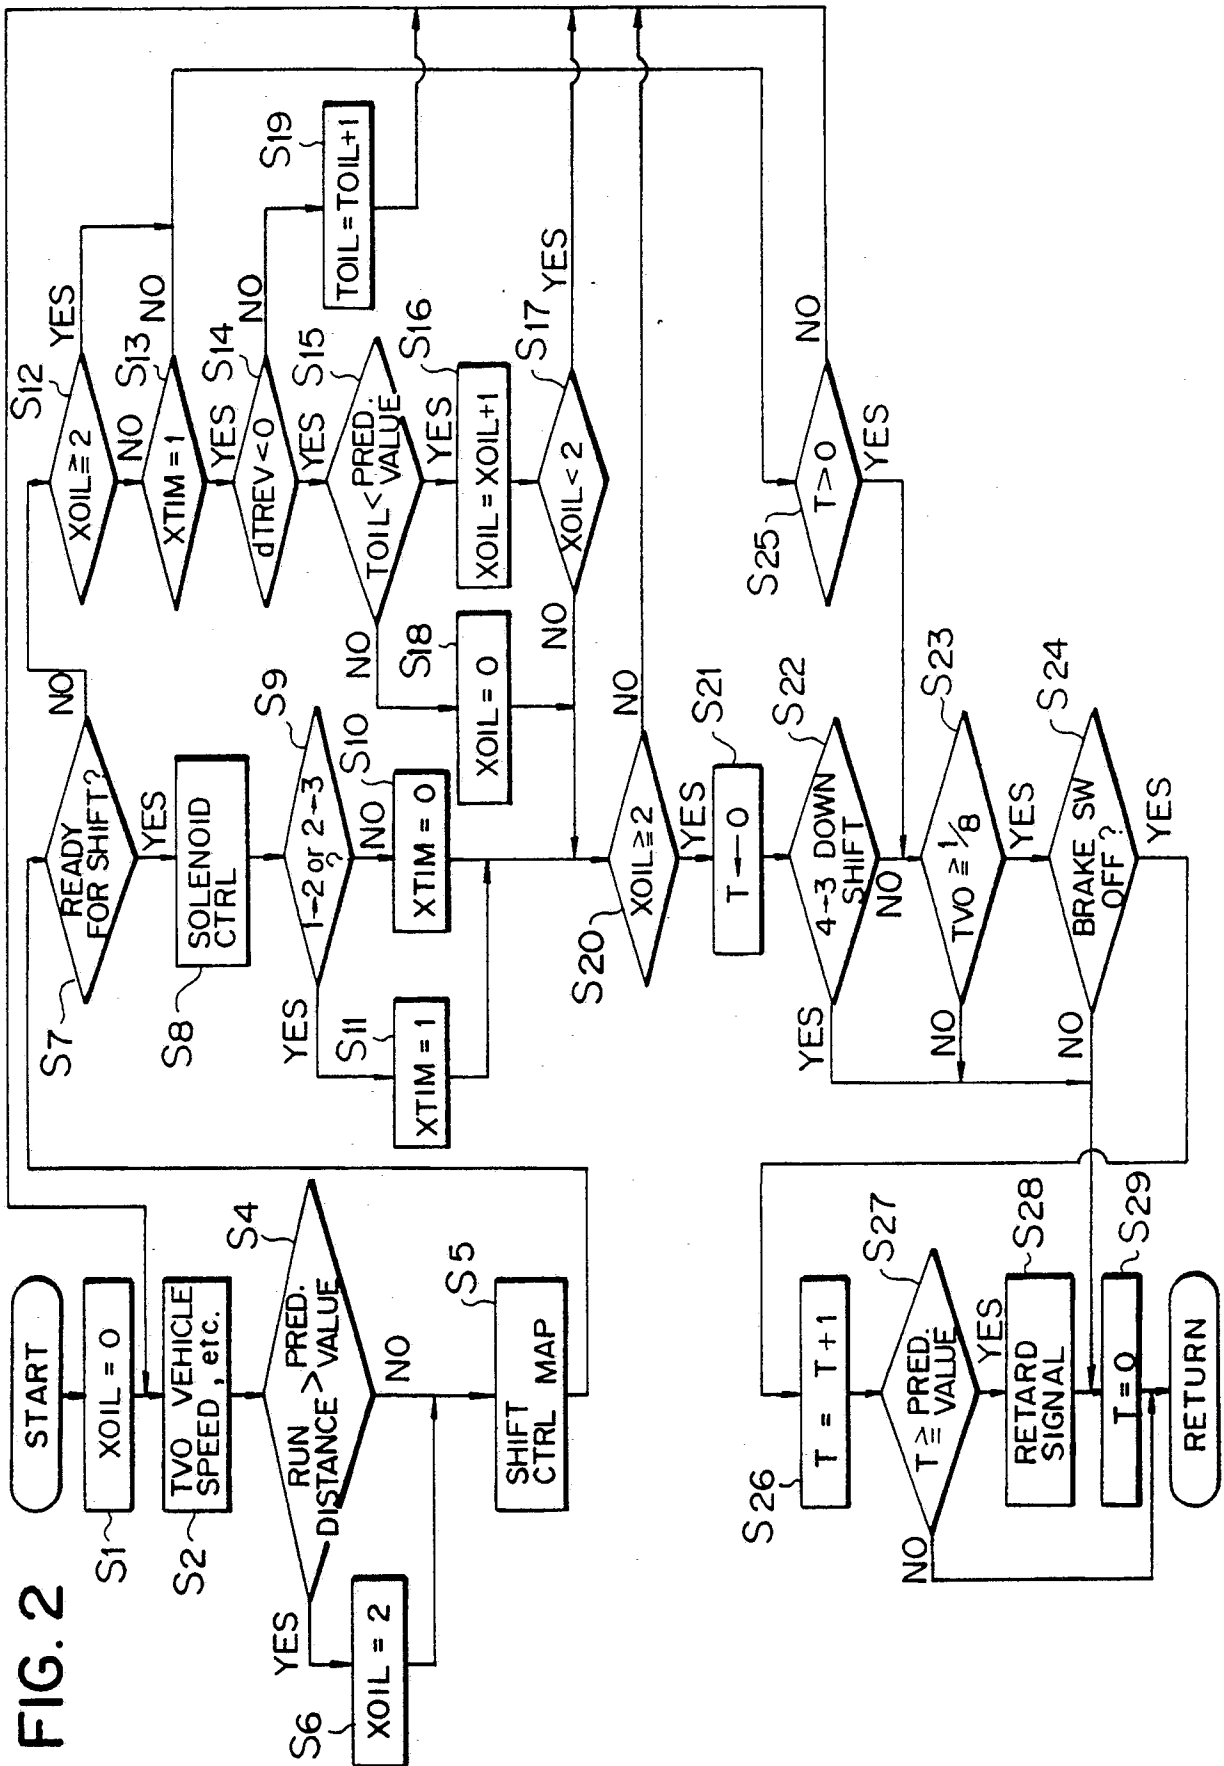 FIG. 2
START
S1
XOIL = 0
S2
TVO VEHICLE
SPEED, etc.
S4
RUN PRED.
DISTANCE > VALUE
YES
NO
S6
XOIL = 2
S5
SHIFT
CTRL MAP
S7
READY
FOR SHIFT?
NO
YES
S8
SOLENOID
CTRL
S9
1→2 or 2→3
?
YES
NO
S11
XTIM = 1
S10
XTIM = 0
S12
XOIL ≧ 2
YES
NO
S13
XTIM = 1
NO
YES
S14
dTREV < 0
NO
YES
S19
TOIL = TOIL+1
S15
TOIL < PRED.
VALUE
NO
YES
S18
XOIL = 0
S16
XOIL = XOIL+1
S17
XOIL < 2
NO
YES
S20
XOIL ≧ 2
NO
YES
S21
T ← 0
S22
4→3 DOWN
SHIFT
YES
NO
S25
T > 0
NO
YES
S23
TVO ≧ 1/8
NO
YES
S24
BRAKE SW
OFF ?
NO
YES
S26
T = T+1
S27
T ≧ PRED.
VALUE
NO
YES
S28
RETARD
SIGNAL
S29
T = 0
RETURN